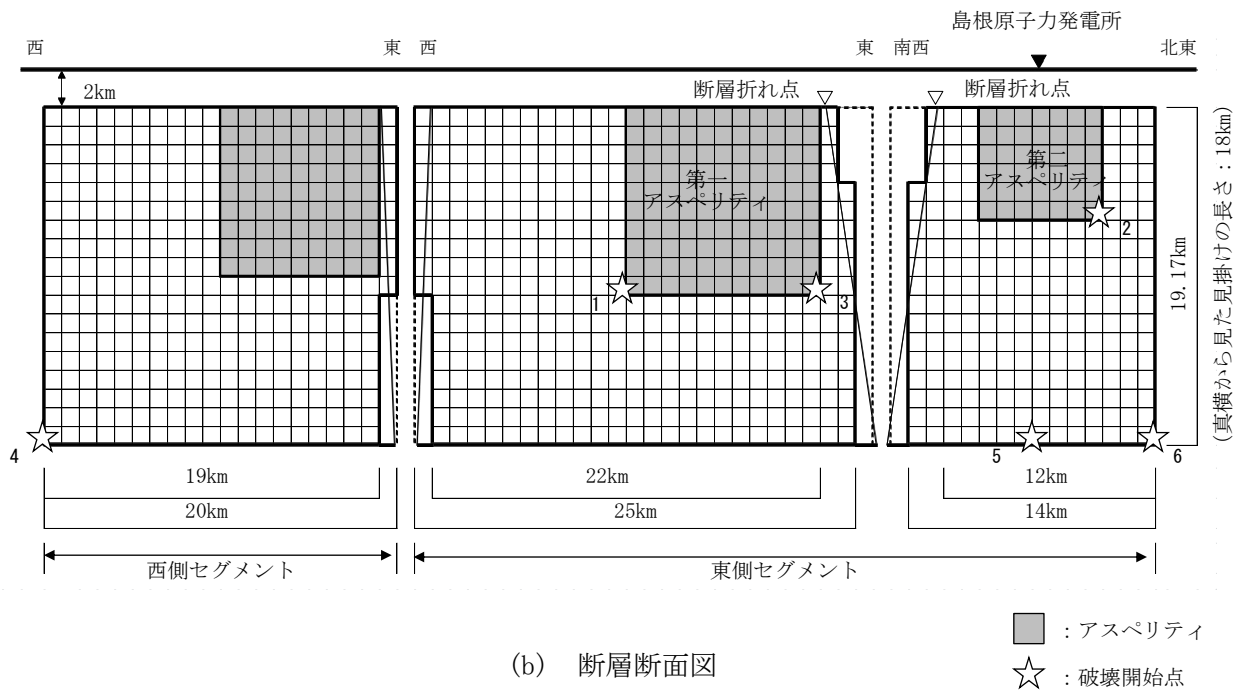 島根原子力発電所
西
東
西
東
南西
北東
2km
断層折れ点
断層折れ点
第一
アスペリティ
第二
アスペリティ
1
3
2
4
5
6
19.17km
(真横から見た見掛けの長さ：18km)
19km
22km
12km
20km
25km
14km
西側セグメント
東側セグメント
：アスペリティ
：破壊開始点
(b) 断層断面図